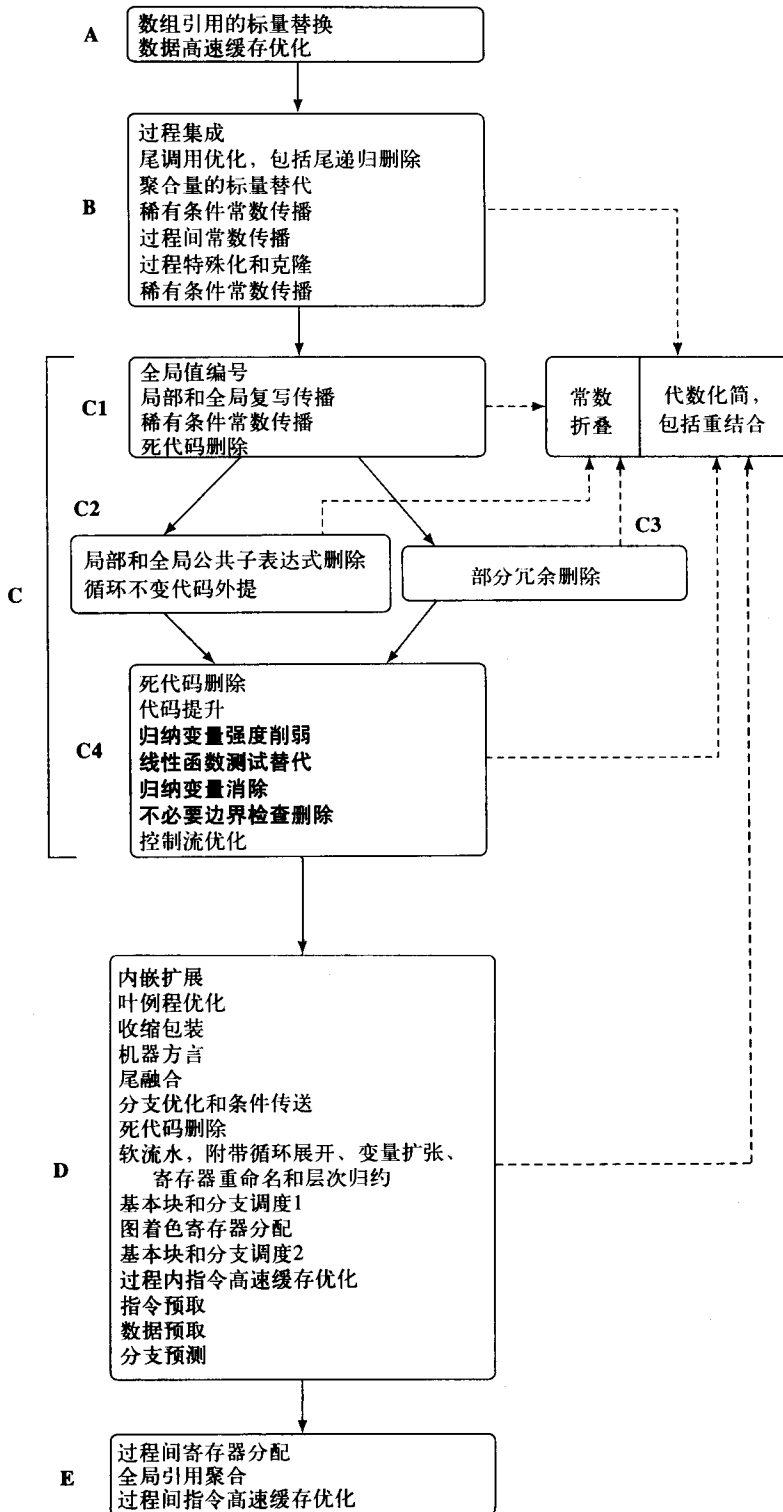 A
数组引用的标量替换
数据高速缓存优化
B
过程集成
尾调用优化，包括尾递归删除
聚合量的标量替代
稀有条件常数传播
过程间常数传播
过程特殊化和克隆
稀有条件常数传播
C
C1
全局值编号
局部和全局复写传播
稀有条件常数传播
死代码删除
常数
折叠
代数化简，
包括重结合
C2
局部和全局公共子表达式删除
循环不变代码外提
C3
部分冗余删除
C4
死代码删除
代码提升
归纳变量强度削弱
线性函数测试替代
归纳变量消除
不必要边界检查删除
控制流优化
D
内嵌扩展
叶例程优化
收缩包装
机器方言
尾融合
分支优化和条件传送
死代码删除
软流水，附带循环展开、变量扩张、
寄存器重命名和层次归约
基本块和分支调度1
图着色寄存器分配
基本块和分支调度2
过程内指令高速缓存优化
指令预取
数据预取
分支预测
E
过程间寄存器分配
全局引用聚合
过程间指令高速缓存优化